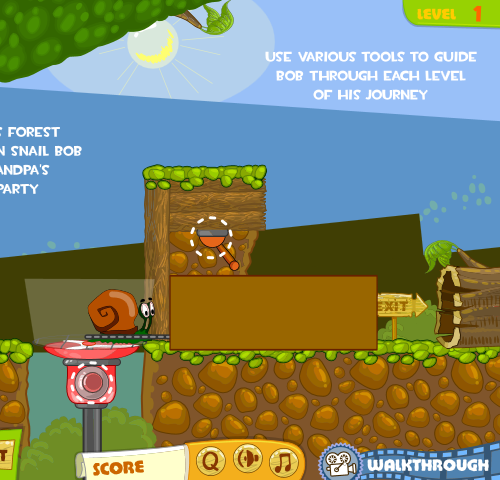 LEVEL 1
USE VARIOUS TOOLS TO GUIDE
BOB THROUGH EACH LEVEL
OF HIS JOURNEY
FOREST
SNAIL BOB
PARTY
EXIT
SCORE
Q
WALKTHROUGH